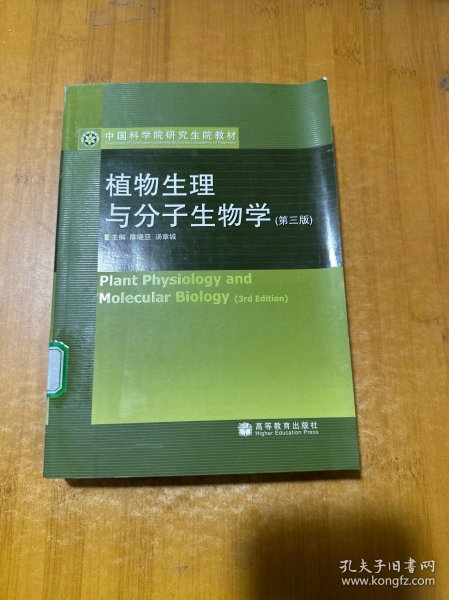 中国科学院研究生院教材
植物生理
与分子生物学(第三版)
主编 陈晓亚 汤章城
Plant Physiology and
Molecular Biology (3rd Edition)
高等教育出版社
Higher Education Press
孔夫子旧书网
www.kongfz.com